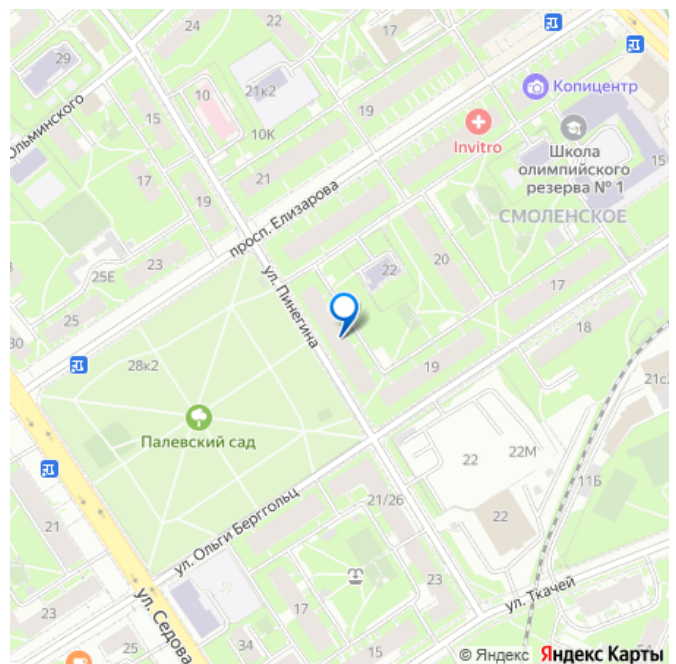 24
17
29
21к2
10
19
Копицентр
Ольминского
15
10К
Invitro
Школа
олимпийского
резерва № 1
15
17
21
19
просп. Елизарова
СМОЛЕНСКОЕ
23
25Е
20
22
ул. Пинегина
17
25
18
30
28к2
19
21с
Палевский сад
22
22М
11Б
21/26
22
21
ул. Ольги Берггольц
23
ул. Ткачей
17
ул. Седова
34
25
15
23
© Яндекс Яндекс Карты